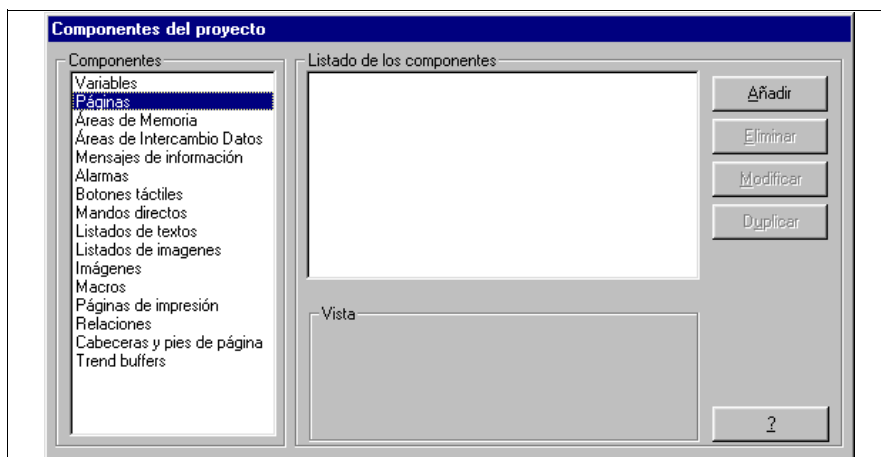 Componentes del proyecto
Componentes
Variables
Páginas
Áreas de Memoria
Áreas de Intercambio Datos
Mensajes de información
Alarmas
Botones táctiles
Mandos directos
Listados de textos
Listados de imagenes
Imágenes
Macros
Páginas de impresión
Relaciones
Cabeceras y pies de página
Trend buffers
Listado de los componentes
Añadir
Eliminar
Modificar
Duplicar
Vista
?